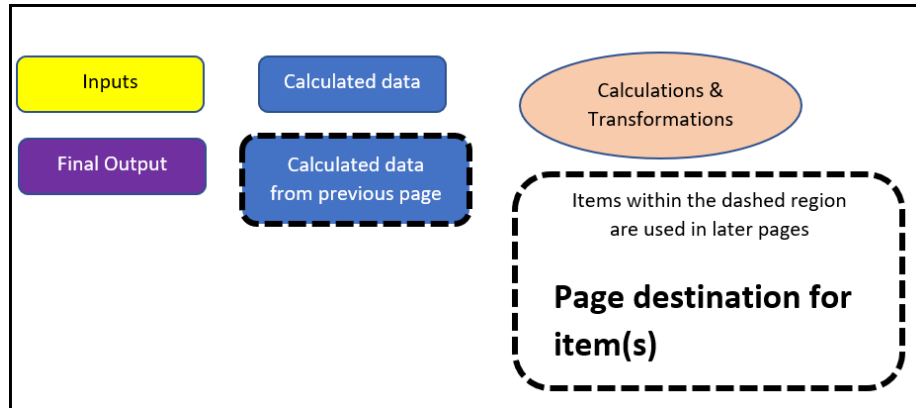 Inputs
Calculated data
Calculations &
Transformations
Final Output
Calculated data
from previous page
Items within the dashed region
are used in later pages
Page destination for
item(s)